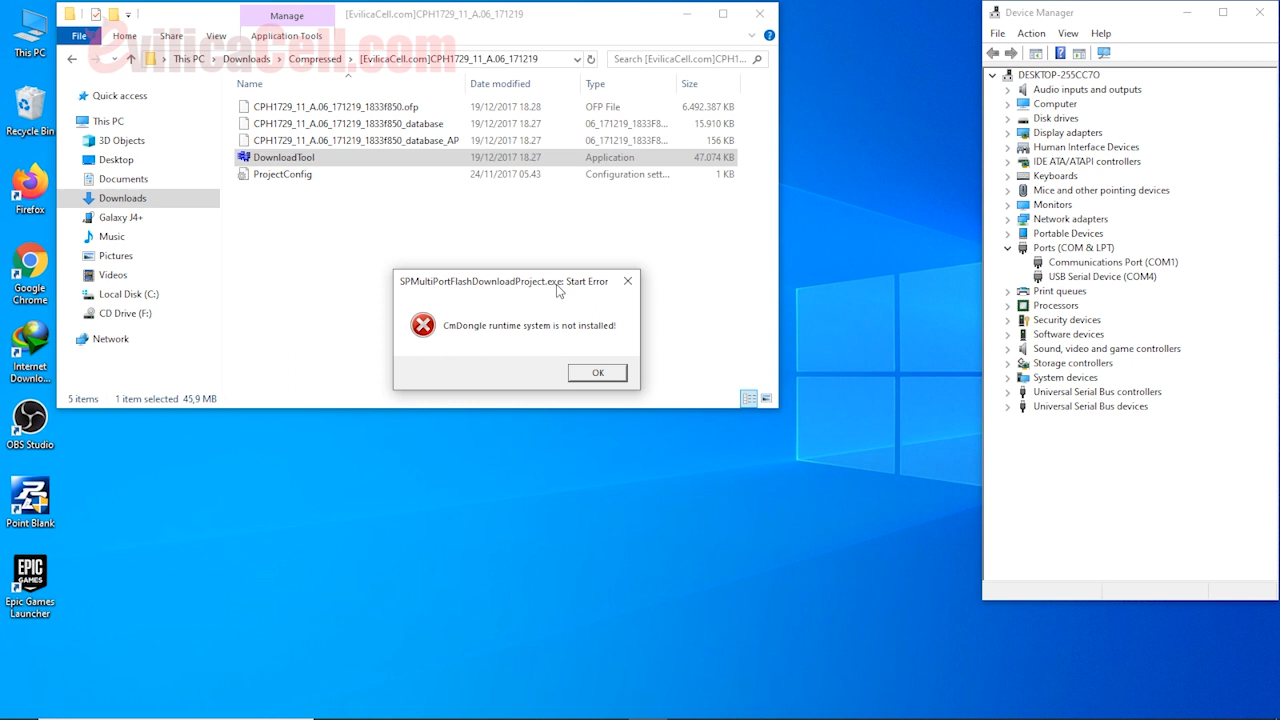 This PC
Recycle Bin
Firefox
Google
Chrome
Internet
Downlo...
OBS Studio
Point Blank
EPIC
GAMES
Epic Games
Launcher
Manage
[EvilicaCell.com]CPH1729_11_A.06_171219
File
Home
Share
View
Application Tools
evilicaCell.com
This PC > Downloads > Compressed > [EvilicaCell.com]CPH1729_11_A.06_171219
Search [EvilicaCell.com]CPH1...
Name
Date modified
Type
Size
Quick access
This PC
3D Objects
Desktop
Documents
Downloads
Galaxy J4+
Music
Pictures
Videos
Local Disk (C:)
CD Drive (F:)
Network
CPH1729_11_A.06_171219_1833f850.ofp 19/12/2017 18.28 OFP File 6.492.387 KB
CPH1729_11_A.06_171219_1833f850_database 19/12/2017 18.27 06_171219_1833F8... 15.910 KB
CPH1729_11_A.06_171219_1833f850_database_AP 19/12/2017 18.27 06_171219_1833F8... 156 KB
DownloadTool 19/12/2017 18.27 Application 47.074 KB
ProjectConfig 24/11/2017 05.43 Configuration sett... 1 KB
SPMultiPortFlashDownloadProject.exe: Start Error
CmDongle runtime system is not installed!
OK
5 items 1 item selected 45,9 MB
Device Manager
File Action View Help
DESKTOP-255CC7O
Audio inputs and outputs
Computer
Disk drives
Display adapters
Human Interface Devices
IDE ATA/ATAPI controllers
Keyboards
Mice and other pointing devices
Monitors
Network adapters
Portable Devices
Ports (COM & LPT)
Communications Port (COM1)
USB Serial Device (COM4)
Print queues
Processors
Security devices
Software devices
Sound, video and game controllers
Storage controllers
System devices
Universal Serial Bus controllers
Universal Serial Bus devices